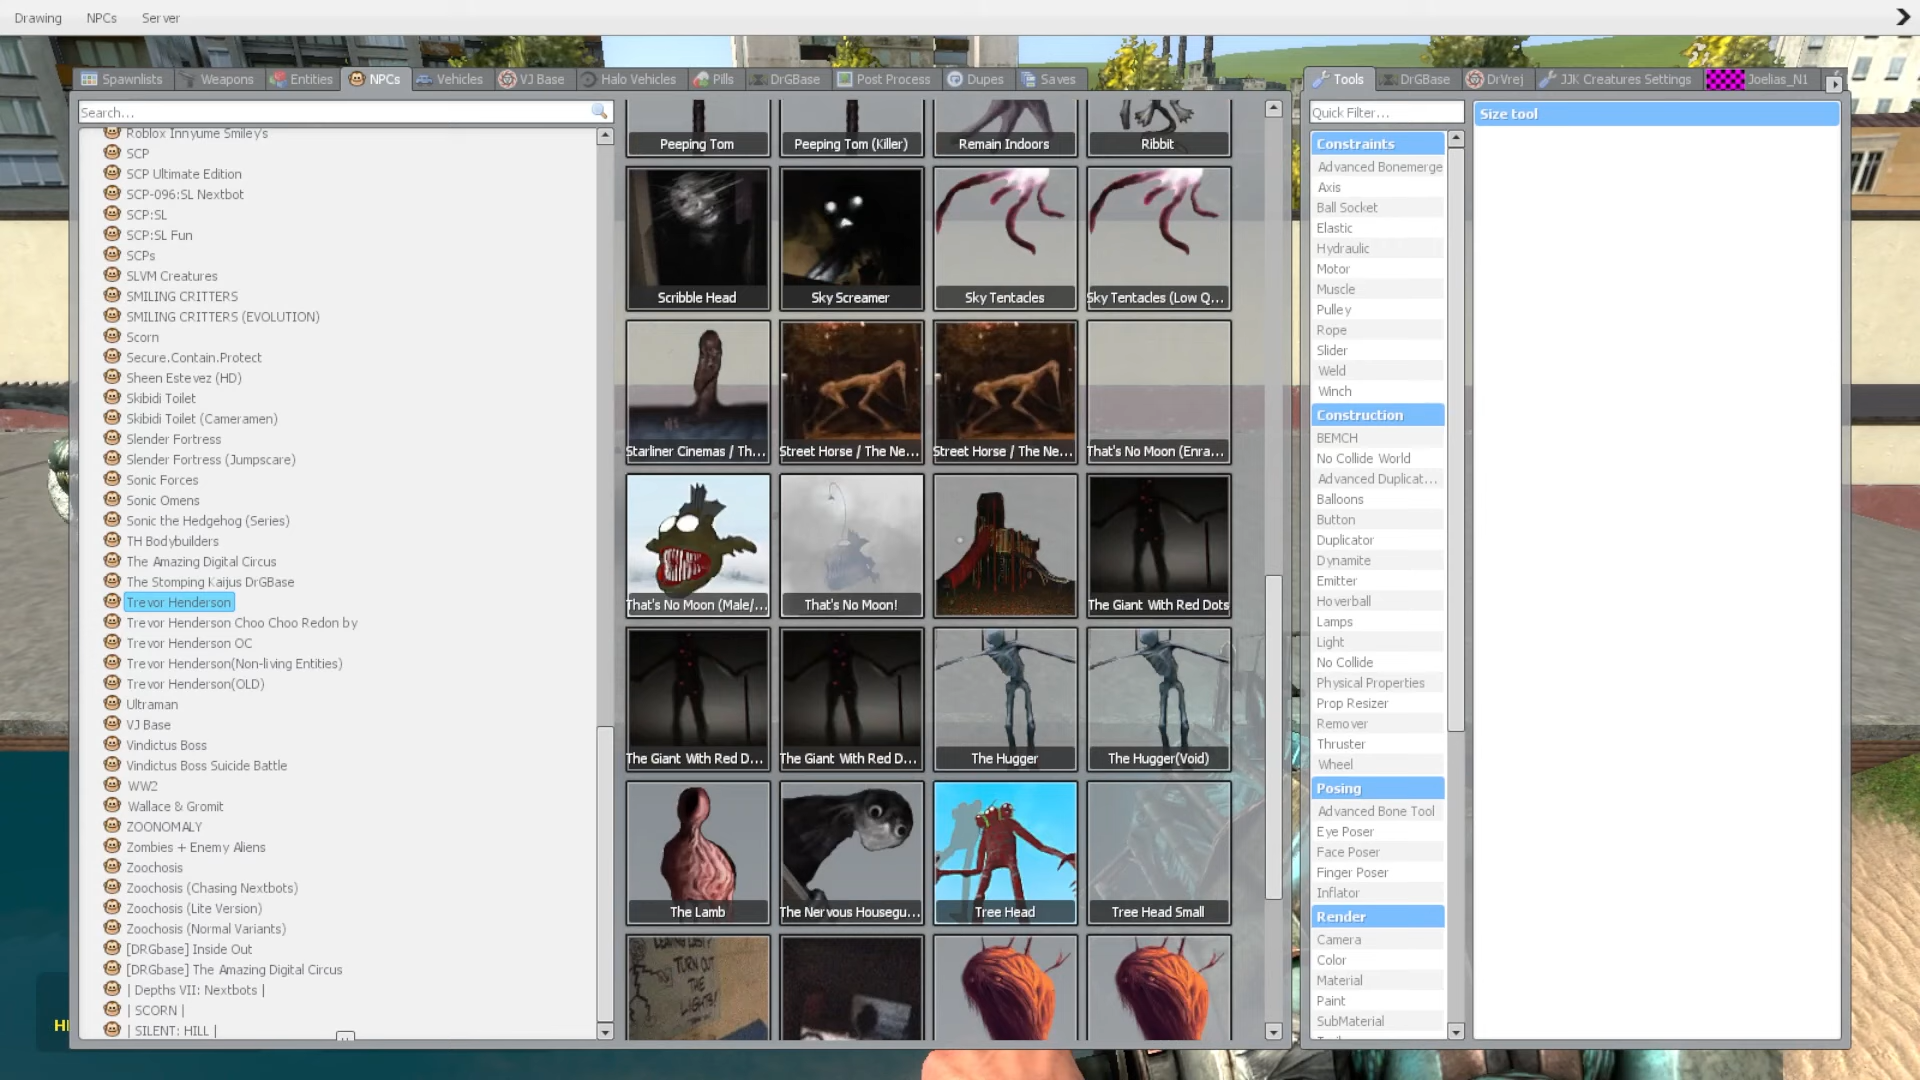 Drawing NPCs Server
Spawnlists Weapons Entities NPCs Vehicles VJ Base Halo Vehicles Pills DrGBase Post Process Dupes Saves
Search...
Roblox Innyume Smiley's
SCP
SCP Ultimate Edition
SCP-096:SL Nextbot
SCP:SL
SCP:SL Fun
SCPs
SLVM Creatures
SMILING CRITTERS
SMILING CRITTERS (EVOLUTION)
Scorn
Secure.Contain.Protect
Sheen Estevez (HD)
Skibidi Toilet
Skibidi Toilet (Cameramen)
Slender Fortress
Slender Fortress (Jumpscare)
Sonic Forces
Sonic Omens
Sonic the Hedgehog (Series)
TH Bodybuilders
The Amazing Digital Circus
The Stomping Kaijus DrGBase
Trevor Henderson
Trevor Henderson Choo Choo Redon by
Trevor Henderson OC
Trevor Henderson(Non-living Entities)
Trevor Henderson(OLD)
Ultraman
VJ Base
Vindictus Boss
Vindictus Boss Suicide Battle
WW2
Wallace & Gromit
ZOONOMALY
Zombies + Enemy Aliens
Zoochosis
Zoochosis (Chasing Nextbots)
Zoochosis (Lite Version)
Zoochosis (Normal Variants)
[DRGbase] Inside Out
[DRGbase] The Amazing Digital Circus
| Depths VII: Nextbots |
| SCORN |
| SILENT: HILL |
Peeping Tom
Peeping Tom (Killer)
Remain Indoors
Ribbit
Scribble Head
Sky Screamer
Sky Tentacles
Sky Tentacles (Low Q...
Starliner Cinemas / Th...
Street Horse / The Ne...
Street Horse / The Ne...
That's No Moon (Enra...
That's No Moon (Male/...
That's No Moon!
The Giant With Red Dots
The Giant With Red D...
The Giant With Red D...
The Hugger
The Hugger(Void)
The Lamb
The Nervous Housegu...
Tree Head
Tree Head Small
TURN OUT
THE
LIGHTS!
Tools DrGBase DrVrej JJK Creatures Settings Joelias_N1
Quick Filter...
Constraints
Advanced Bonemerge
Axis
Ball Socket
Elastic
Hydraulic
Motor
Muscle
Pulley
Rope
Slider
Weld
Winch
Construction
BEMCH
No Collide World
Advanced Duplicat...
Balloons
Button
Duplicator
Dynamite
Emitter
Hoverball
Lamps
Light
No Collide
Physical Properties
Prop Resizer
Remover
Thruster
Wheel
Posing
Advanced Bone Tool
Eye Poser
Face Poser
Finger Poser
Inflator
Render
Camera
Color
Material
Paint
SubMaterial
Size tool